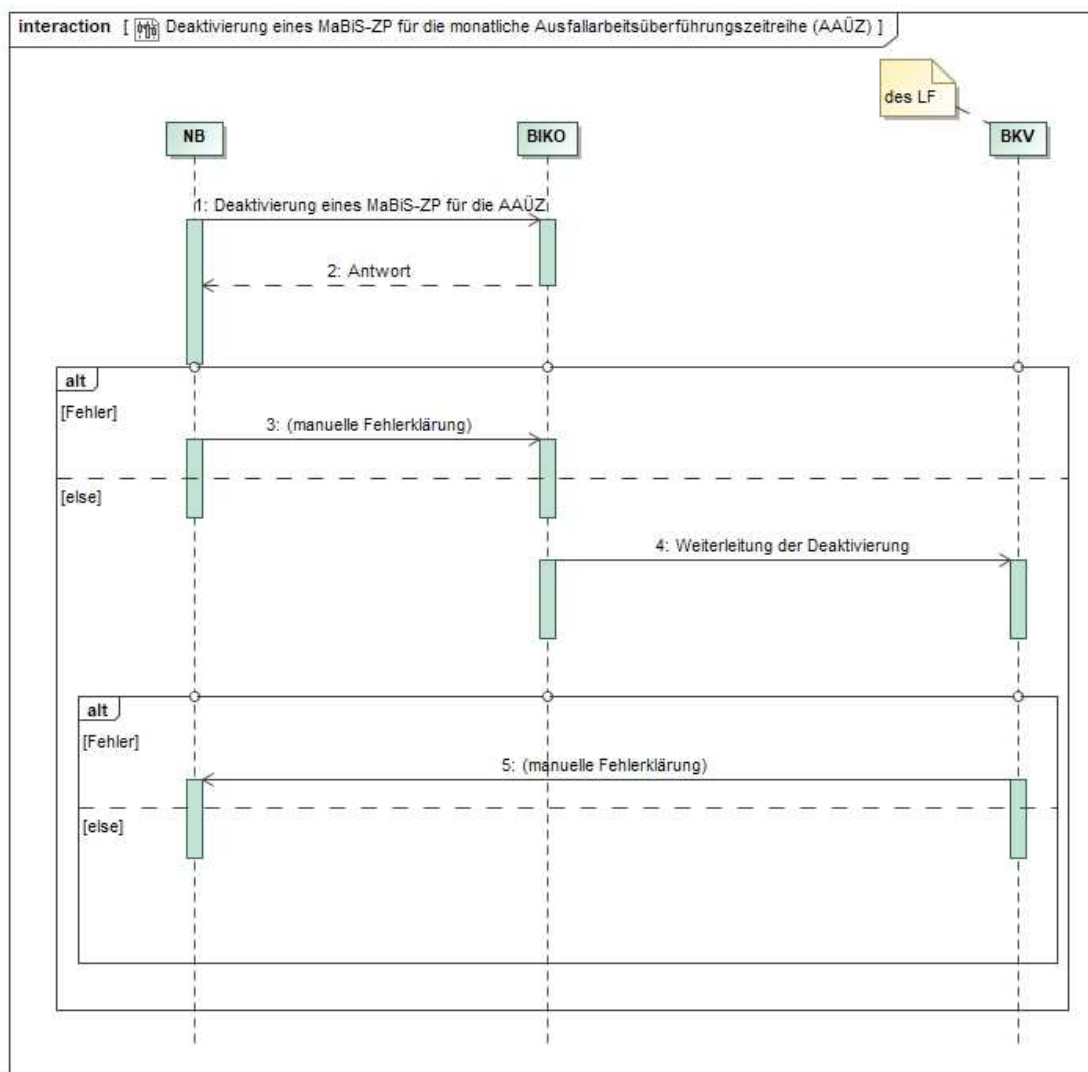 interaction [ Deaktivierung eines MaBiS-ZP für die monatliche Ausfallarbeitsüberführungszeitreihe (AAÜZ) ]
des LF
NB
BIKO
BKV
1: Deaktivierung eines MaBiS-ZP für die AAÜZ
2: Antwort
alt
[Fehler]
3: (manuelle Fehlerklärung)
[else]
4: Weiterleitung der Deaktivierung
alt
[Fehler]
5: (manuelle Fehlerklärung)
[else]